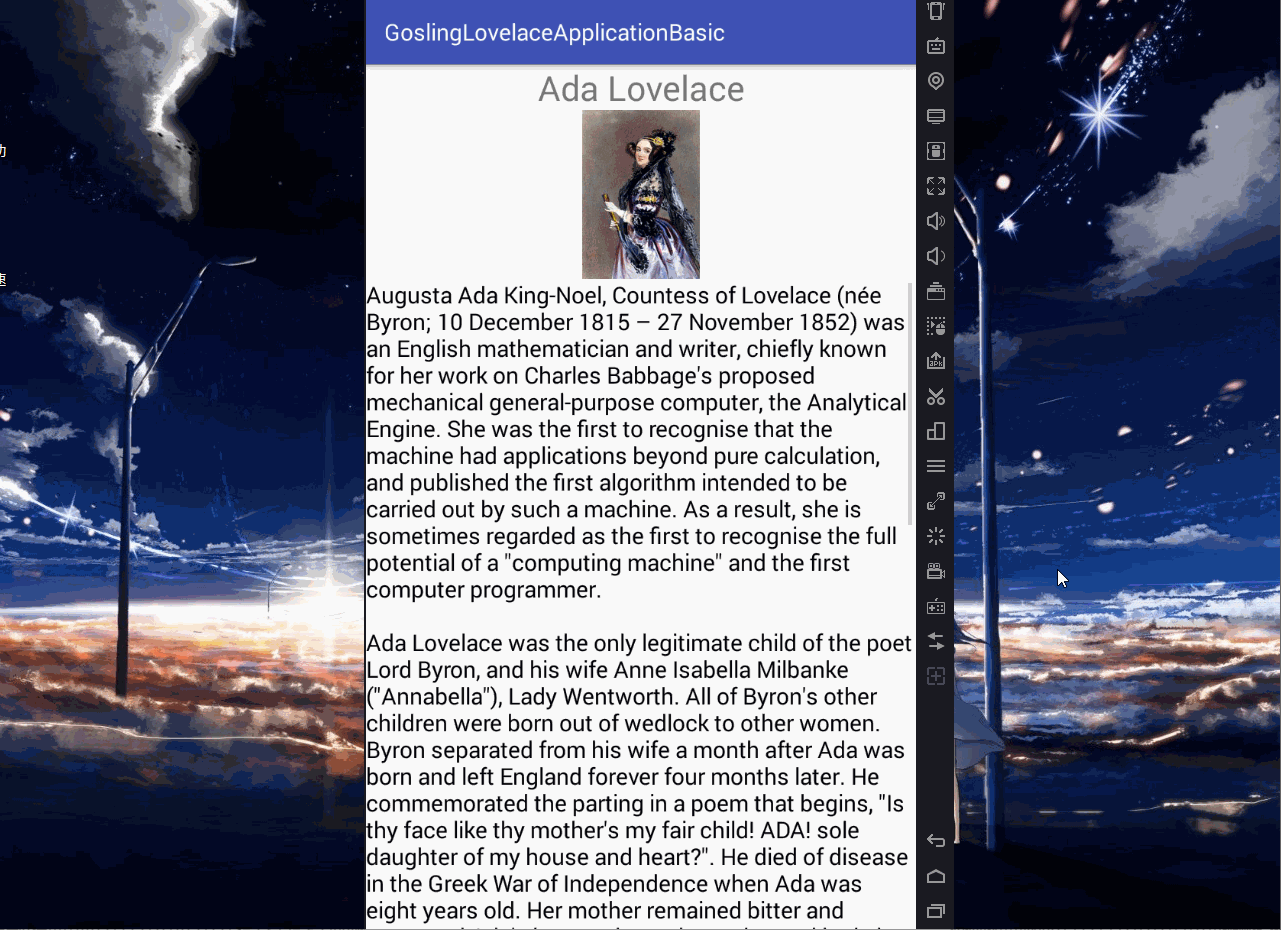 GoslingLovelaceApplicationBasic
Ada Lovelace
Augusta Ada King-Noel, Countess of Lovelace (née
Byron; 10 December 1815 – 27 November 1852) was
an English mathematician and writer, chiefly known
for her work on Charles Babbage's proposed
mechanical general-purpose computer, the Analytical
Engine. She was the first to recognise that the
machine had applications beyond pure calculation,
and published the first algorithm intended to be
carried out by such a machine. As a result, she is
sometimes regarded as the first to recognise the full
potential of a "computing machine" and the first
computer programmer.
Ada Lovelace was the only legitimate child of the poet
Lord Byron, and his wife Anne Isabella Milbanke
("Annabella"), Lady Wentworth. All of Byron's other
children were born out of wedlock to other women.
Byron separated from his wife a month after Ada was
born and left England forever four months later. He
commemorated the parting in a poem that begins, "Is
thy face like thy mother's my fair child! ADA! sole
daughter of my house and heart?". He died of disease
in the Greek War of Independence when Ada was
eight years old. Her mother remained bitter and